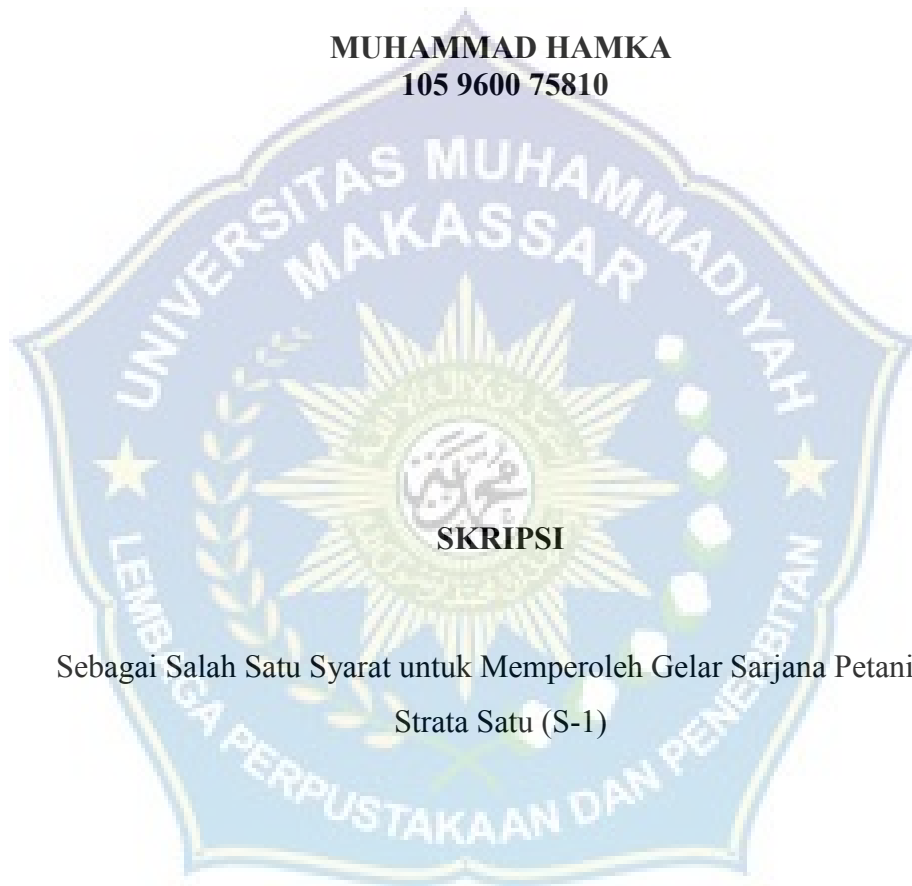 MUHAMMAD HAMKA
105 9600 75810
UNIVERSITAS MUHAMMADIYAH
MAKASSAR
SKRIPSI
Sebagai Salah Satu Syarat untuk Memperoleh Gelar Sarjana Petani
Strata Satu (S-1)
LEMBAGA PERPUSTAKAAN DAN PENERBITAN